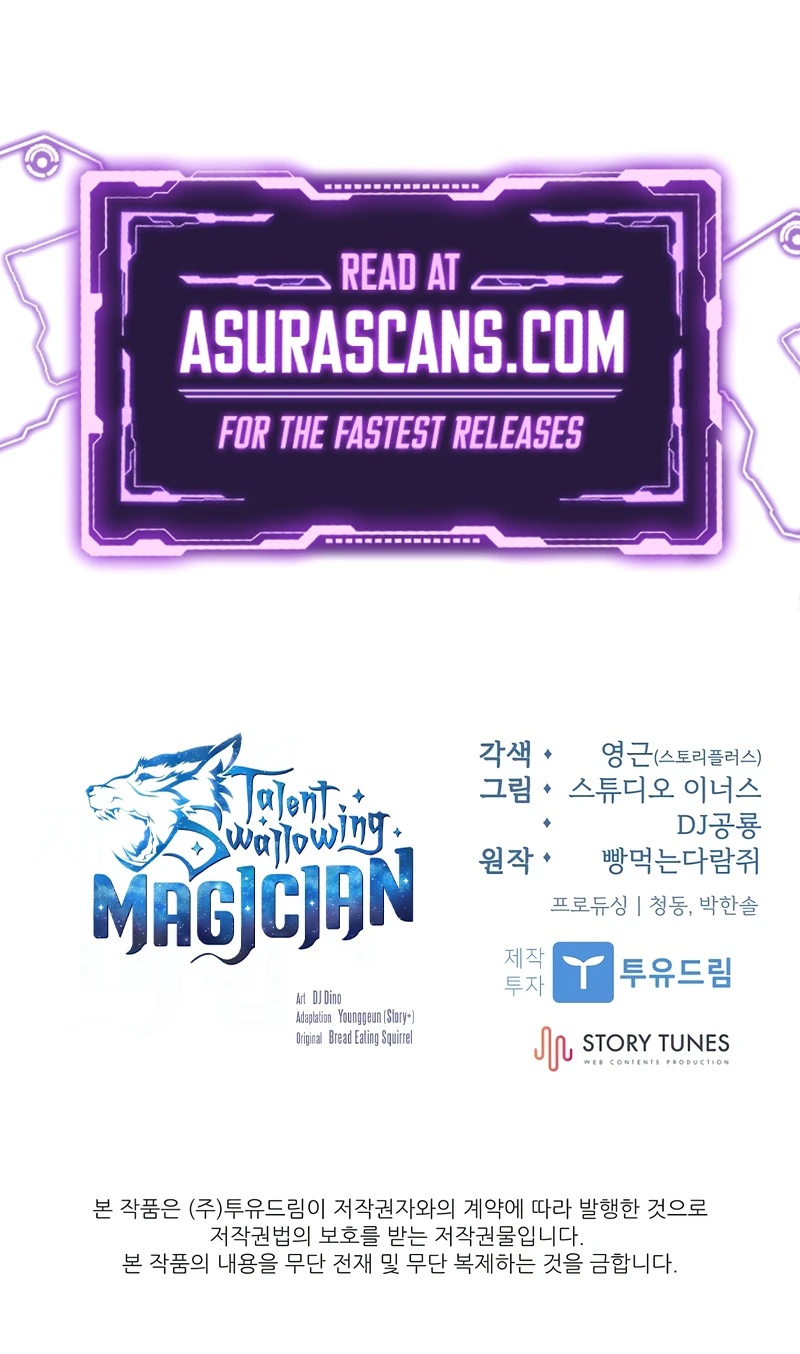 READ AT
ASURASCANS.COM
FOR THE FASTEST RELEASES
Talent
Swallowing
MAGICIAN
Art DJ Dino
Adaptation Younggeun (Story+)
Original Bread Eating Squirrel
각색 ♦ 영근(스토리플러스)
그림 ♦ 스튜디오 이너스
♦ DJ공룡
원작 ♦ 빵먹는다람쥐
프로듀싱 | 청동, 박한솔
제작
투자
투유드림
STORY TUNES
WEB CONTENTS PRODUCTION
본 작품은 (주)투유드림이 저작권자와의 계약에 따라 발행한 것으로
저작권법의 보호를 받는 저작권물입니다.
본 작품의 내용을 무단 전재 및 무단 복제하는 것을 금합니다.